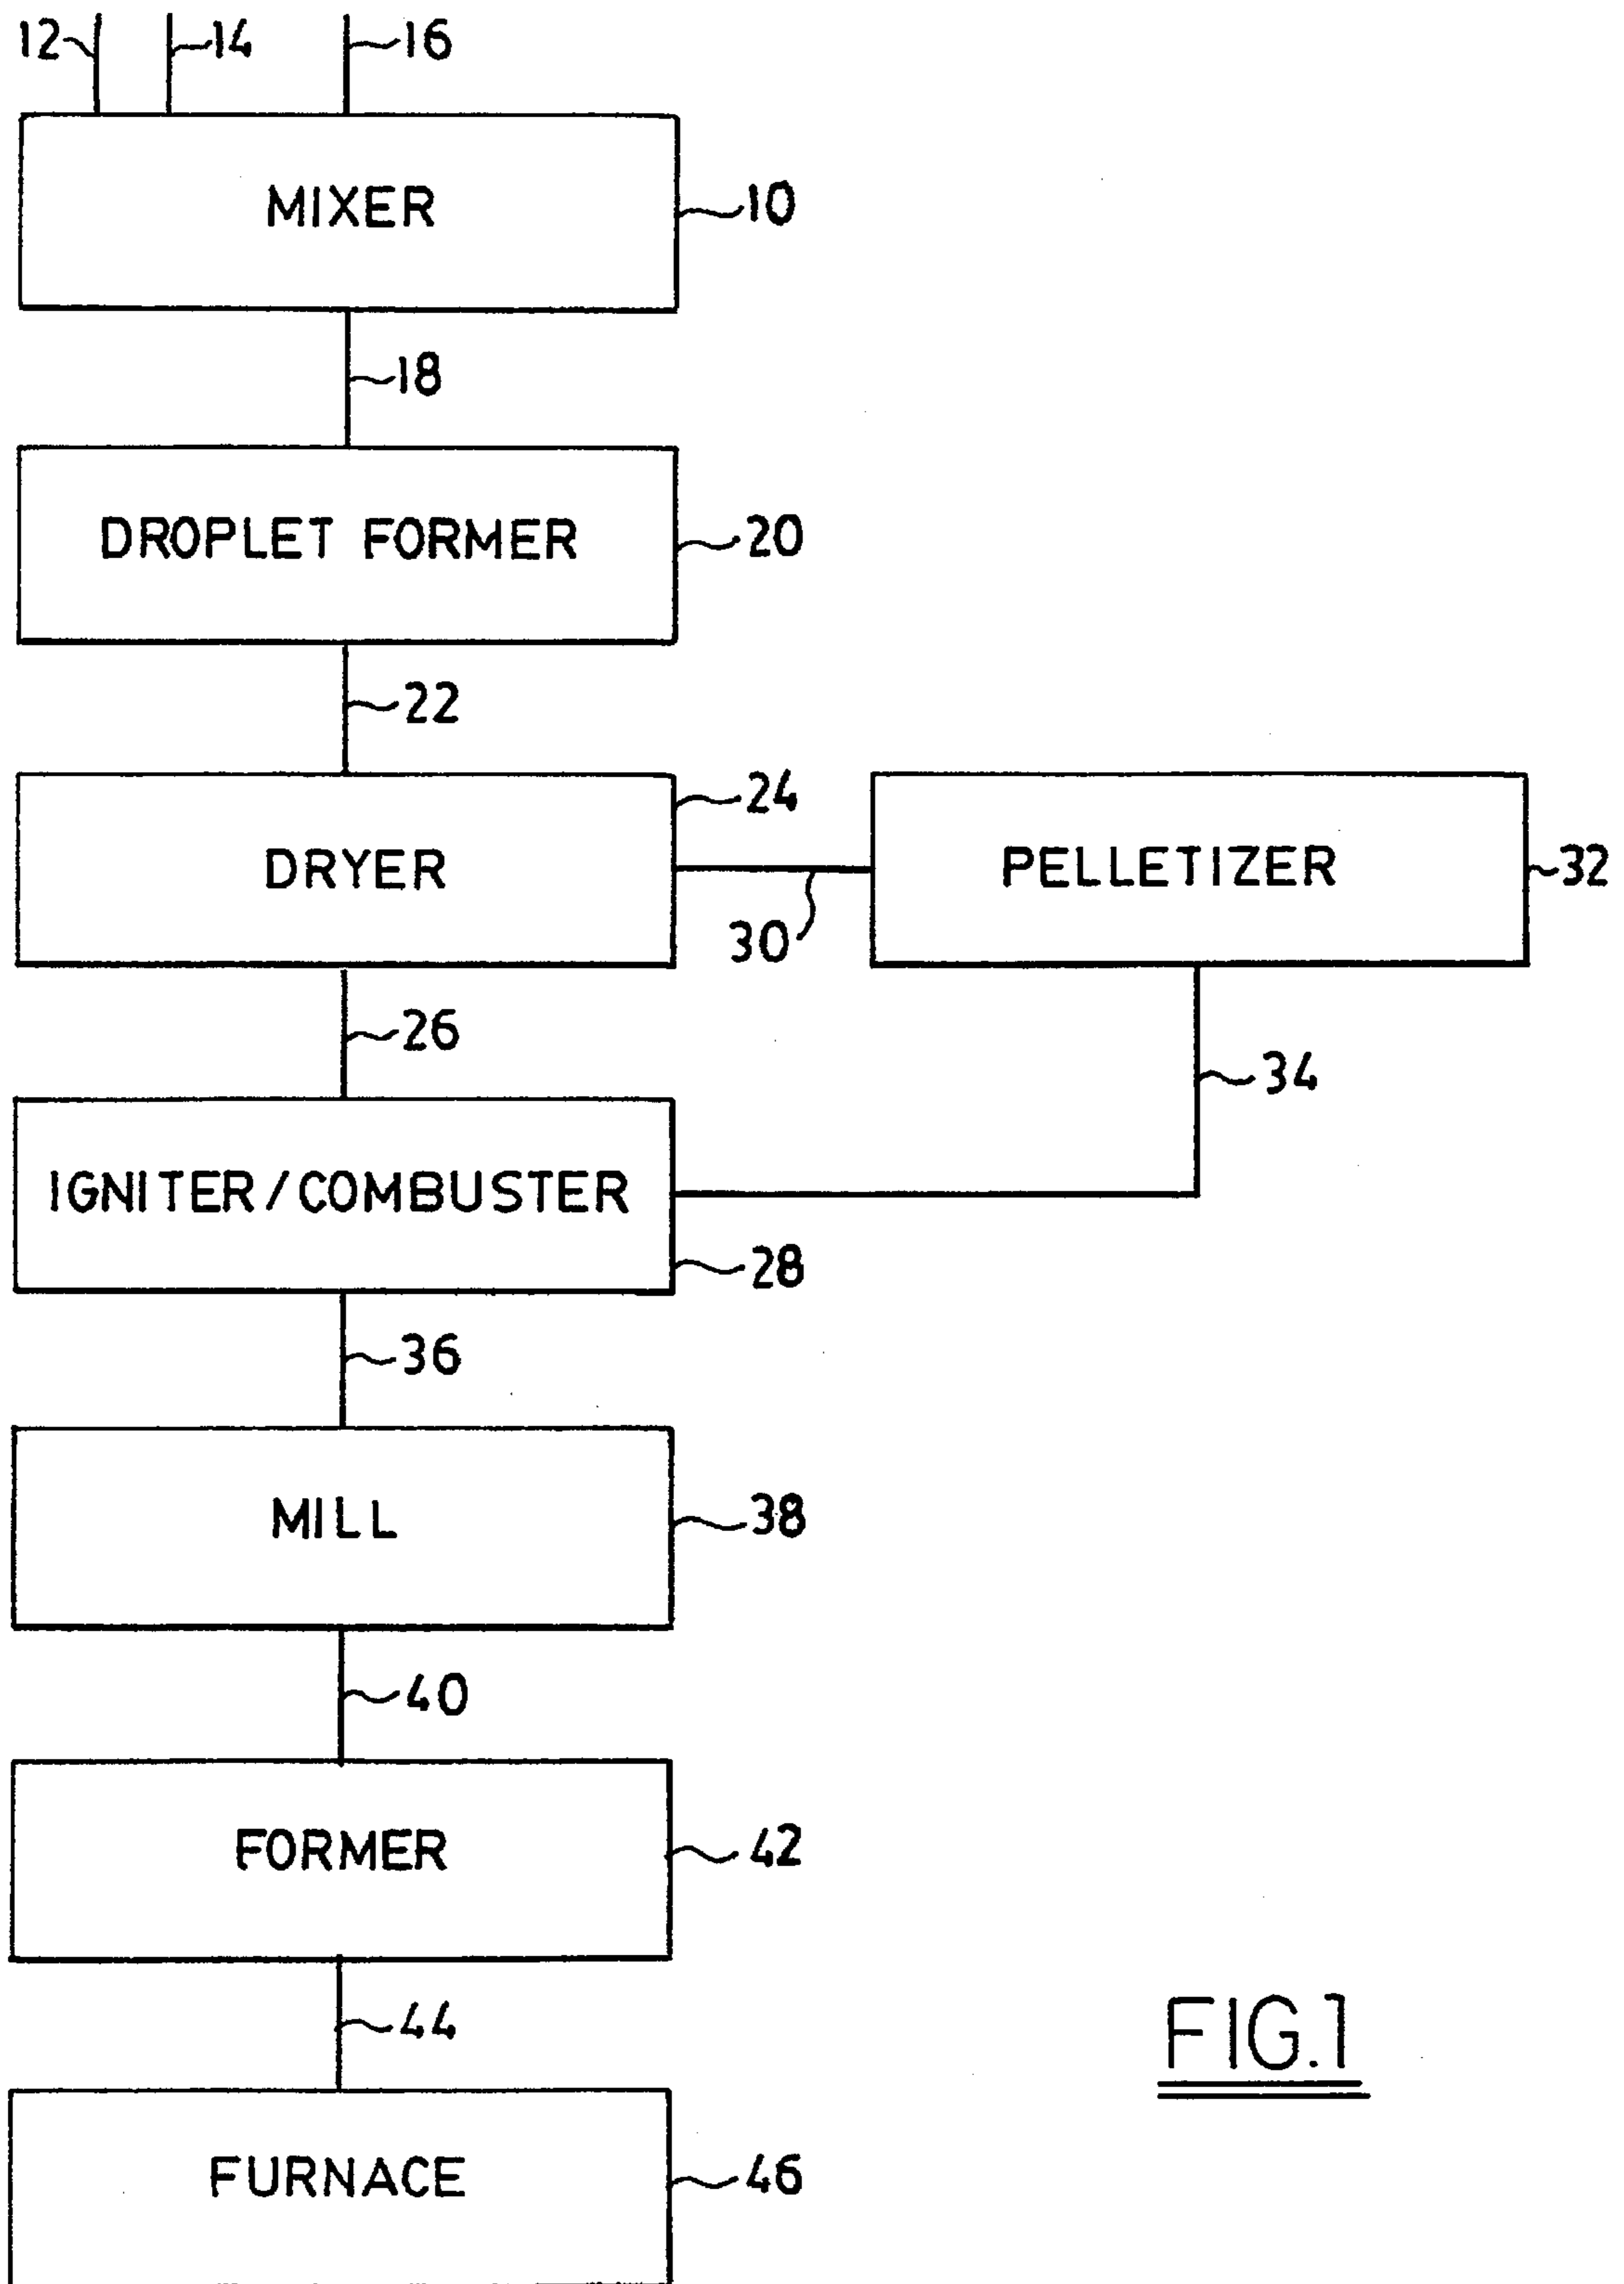 12 14 16
MIXER 10
18
DROPLET FORMER 20
22
24
DRYER PELLETIZER 32
30
26 34
IGNITER/COMBUSTER
28
36
MILL 38
40
FORMER 42
44
FIG.1
FURNACE 46